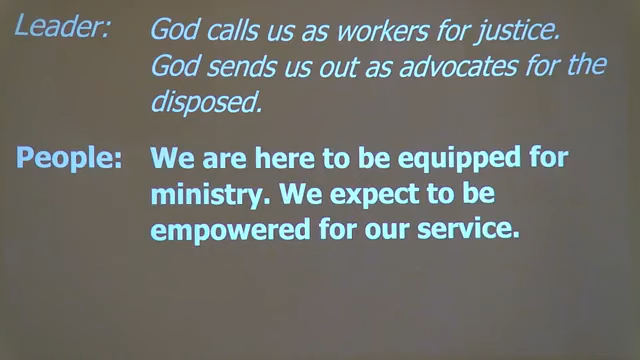 Leader: God calls us as workers for justice.
God sends us out as advocates for the
disposed.
People: We are here to be equipped for
ministry. We expect to be
empowered for our service.